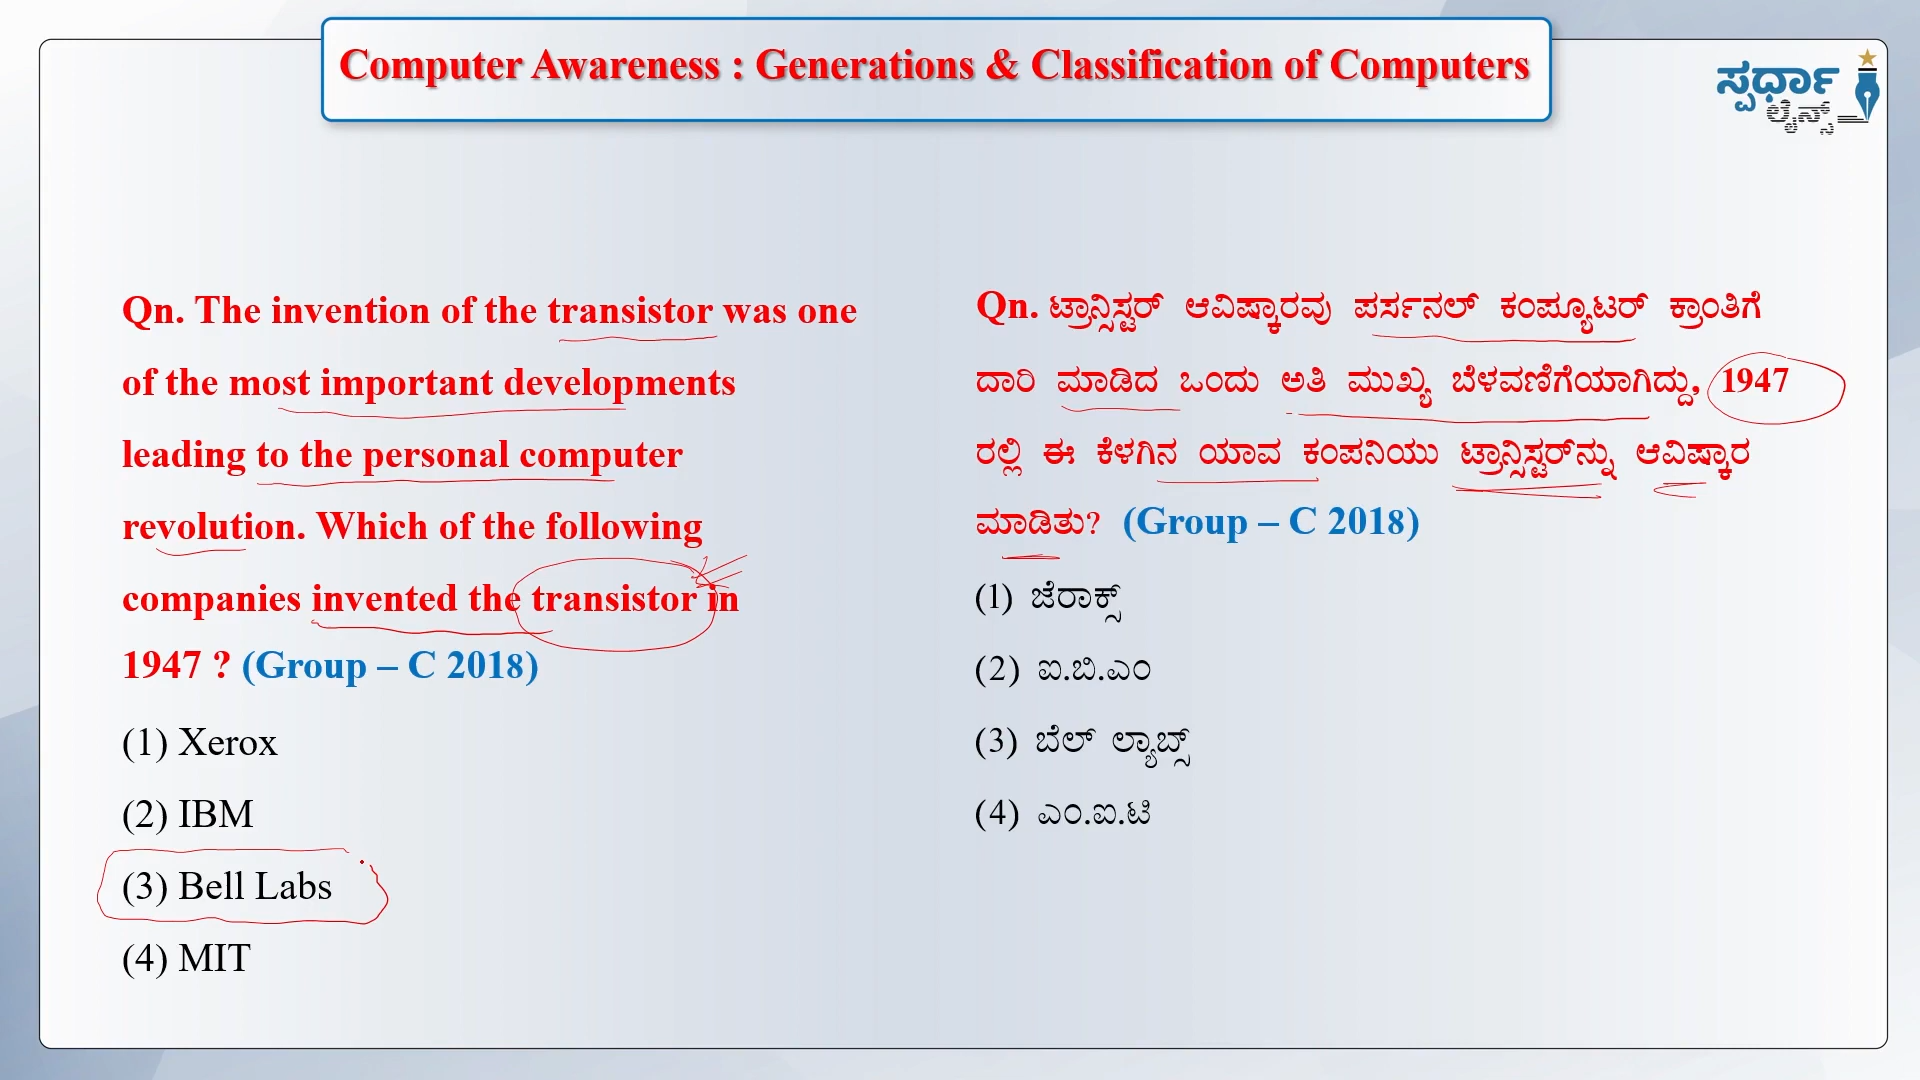 Computer Awareness : Generations & Classification of Computers
ಸ್ಪರ್ಧಾ
ಲೈನ್ಸ್
Qn. The invention of the transistor was one
of the most important developments
leading to the personal computer
revolution. Which of the following
companies invented the transistor in
1947 ? (Group – C 2018)
(1) Xerox
(2) IBM
(3) Bell Labs
(4) MIT
Qn. ಟ್ರಾನ್ಸಿಸ್ಟರ್ ಆವಿಷ್ಕಾರವು ಪರ್ಸನಲ್ ಕಂಪ್ಯೂಟರ್ ಕ್ರಾಂತಿಗೆ
ದಾರಿ ಮಾಡಿದ ಒಂದು ಅತಿ ಮುಖ್ಯ ಬೆಳವಣಿಗೆಯಾಗಿದ್ದು, 1947
ರಲ್ಲಿ ಈ ಕೆಳಗಿನ ಯಾವ ಕಂಪನಿಯು ಟ್ರಾನ್ಸಿಸ್ಟರ್‌ನ್ನು ಆವಿಷ್ಕಾರ
ಮಾಡಿತು? (Group – C 2018)
(1) ಜೆರಾಕ್ಸ್
(2) ಐ.ಬಿ.ಎಂ
(3) ಬೆಲ್ ಲ್ಯಾಬ್ಸ್
(4) ಎಂ.ಐ.ಟಿ